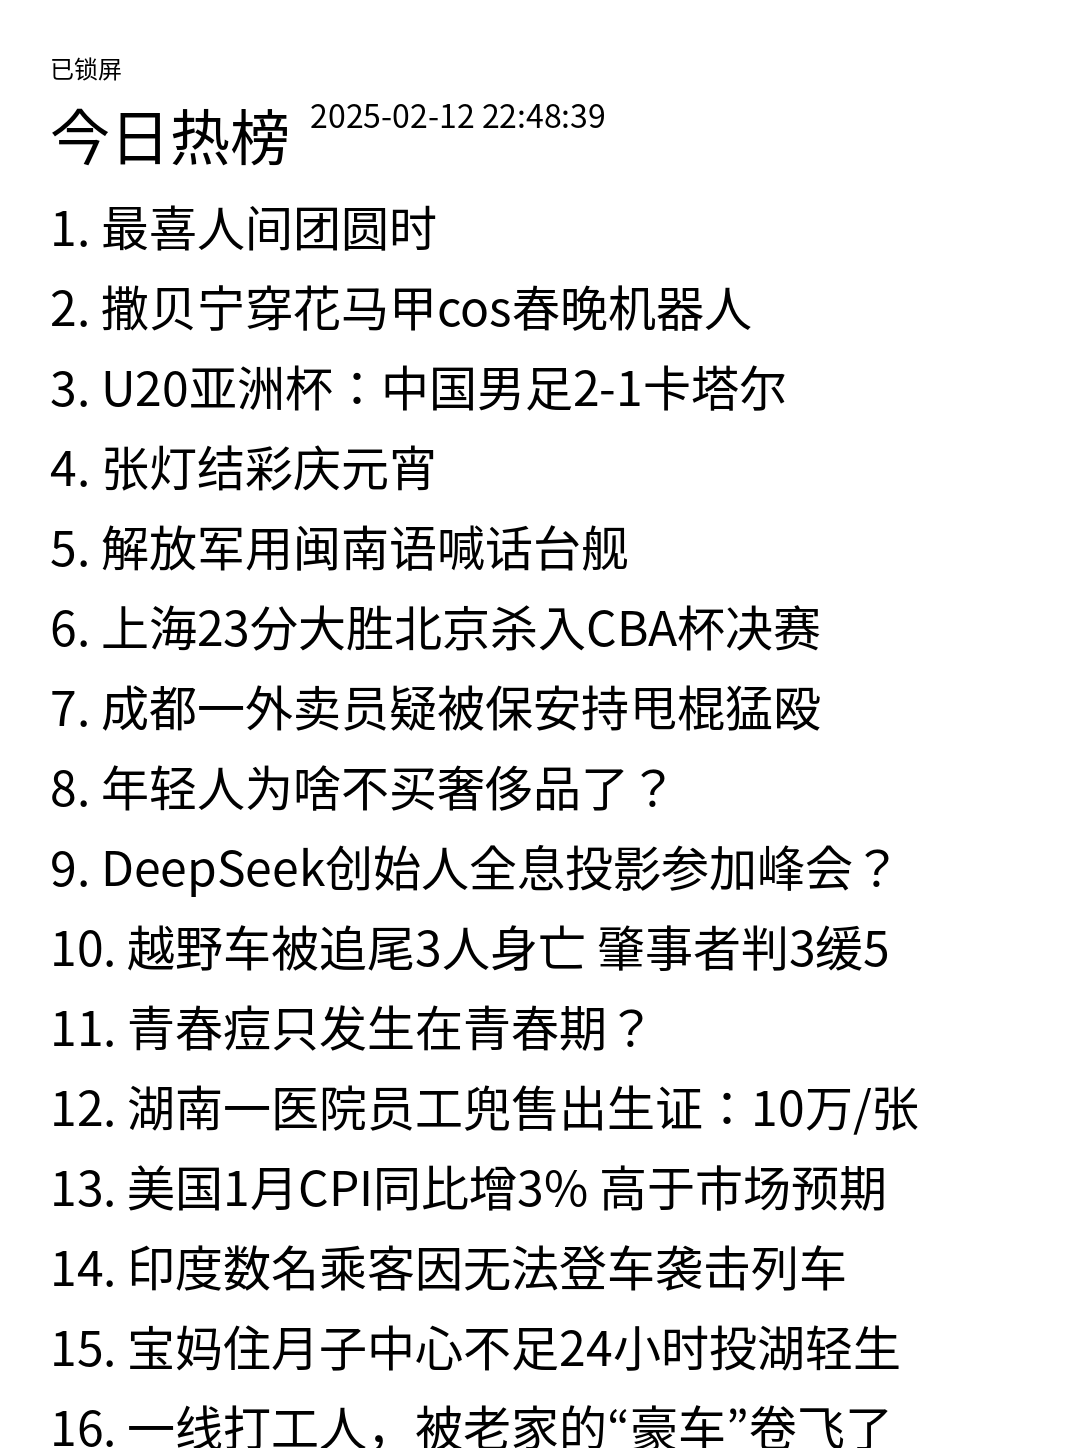 已锁屏
今日热榜 2025-02-12 22:48:39
1. 最喜人间团圆时
2. 撒贝宁穿花马甲cos春晚机器人
3. U20亚洲杯：中国男足2-1卡塔尔
4. 张灯结彩庆元宵
5. 解放军用闽南语喊话台舰
6. 上海23分大胜北京杀入CBA杯决赛
7. 成都一外卖员疑被保安持甩棍猛殴
8. 年轻人为啥不买奢侈品了？
9. DeepSeek创始人全息投影参加峰会？
10. 越野车被追尾3人身亡 肇事者判3缓5
11. 青春痘只发生在青春期？
12. 湖南一医院员工兜售出生证：10万/张
13. 美国1月CPI同比增3% 高于市场预期
14. 印度数名乘客因无法登车袭击列车
15. 宝妈住月子中心不足24小时投湖轻生
16. 一线打工人，被老家的“豪车”卷飞了